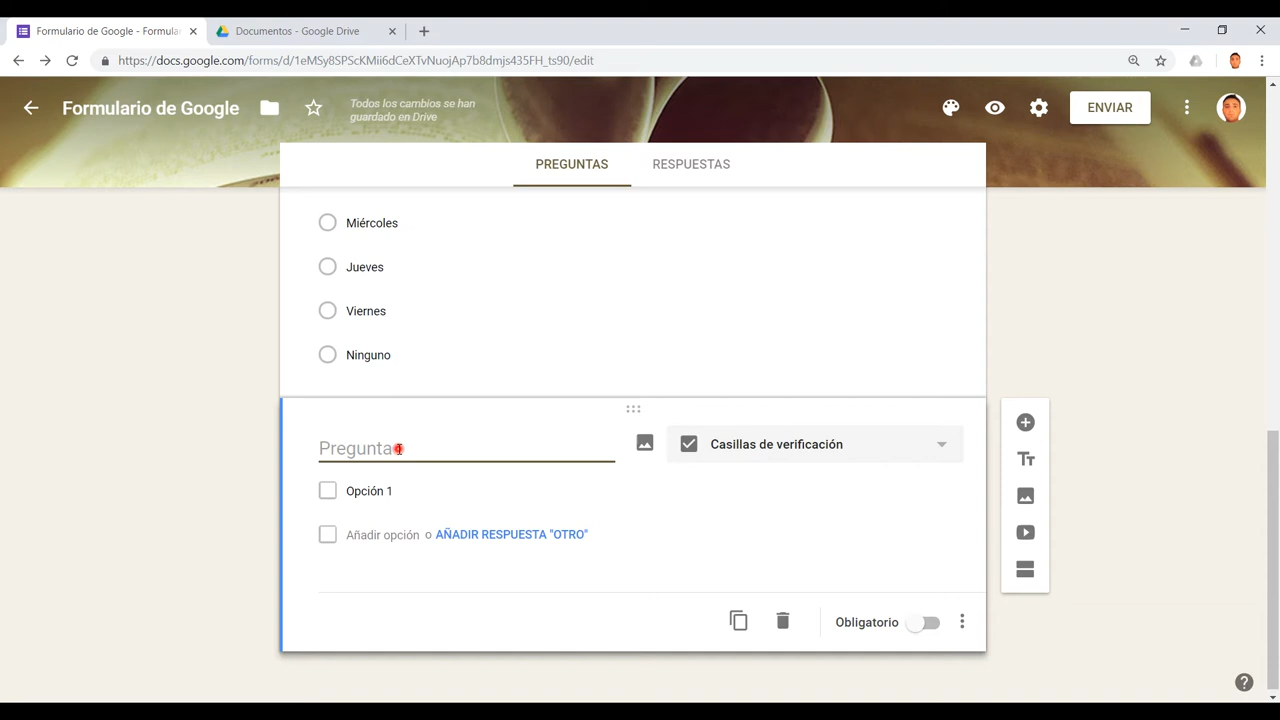 Formulario de Google - Formula
Documentos - Google Drive
https://docs.google.com/forms/d/1eMSy8SPScKMii6dCeXTvNuojAp7b8dmjs435FH_ts90/edit
Formulario de Google
Todos los cambios se han
guardado en Drive
ENVIAR
PREGUNTAS
RESPUESTAS
Miércoles
Jueves
Viernes
Ninguno
Pregunta
Casillas de verificación
Opción 1
Añadir opción o AÑADIR RESPUESTA "OTRO"
Tт
Obligatorio